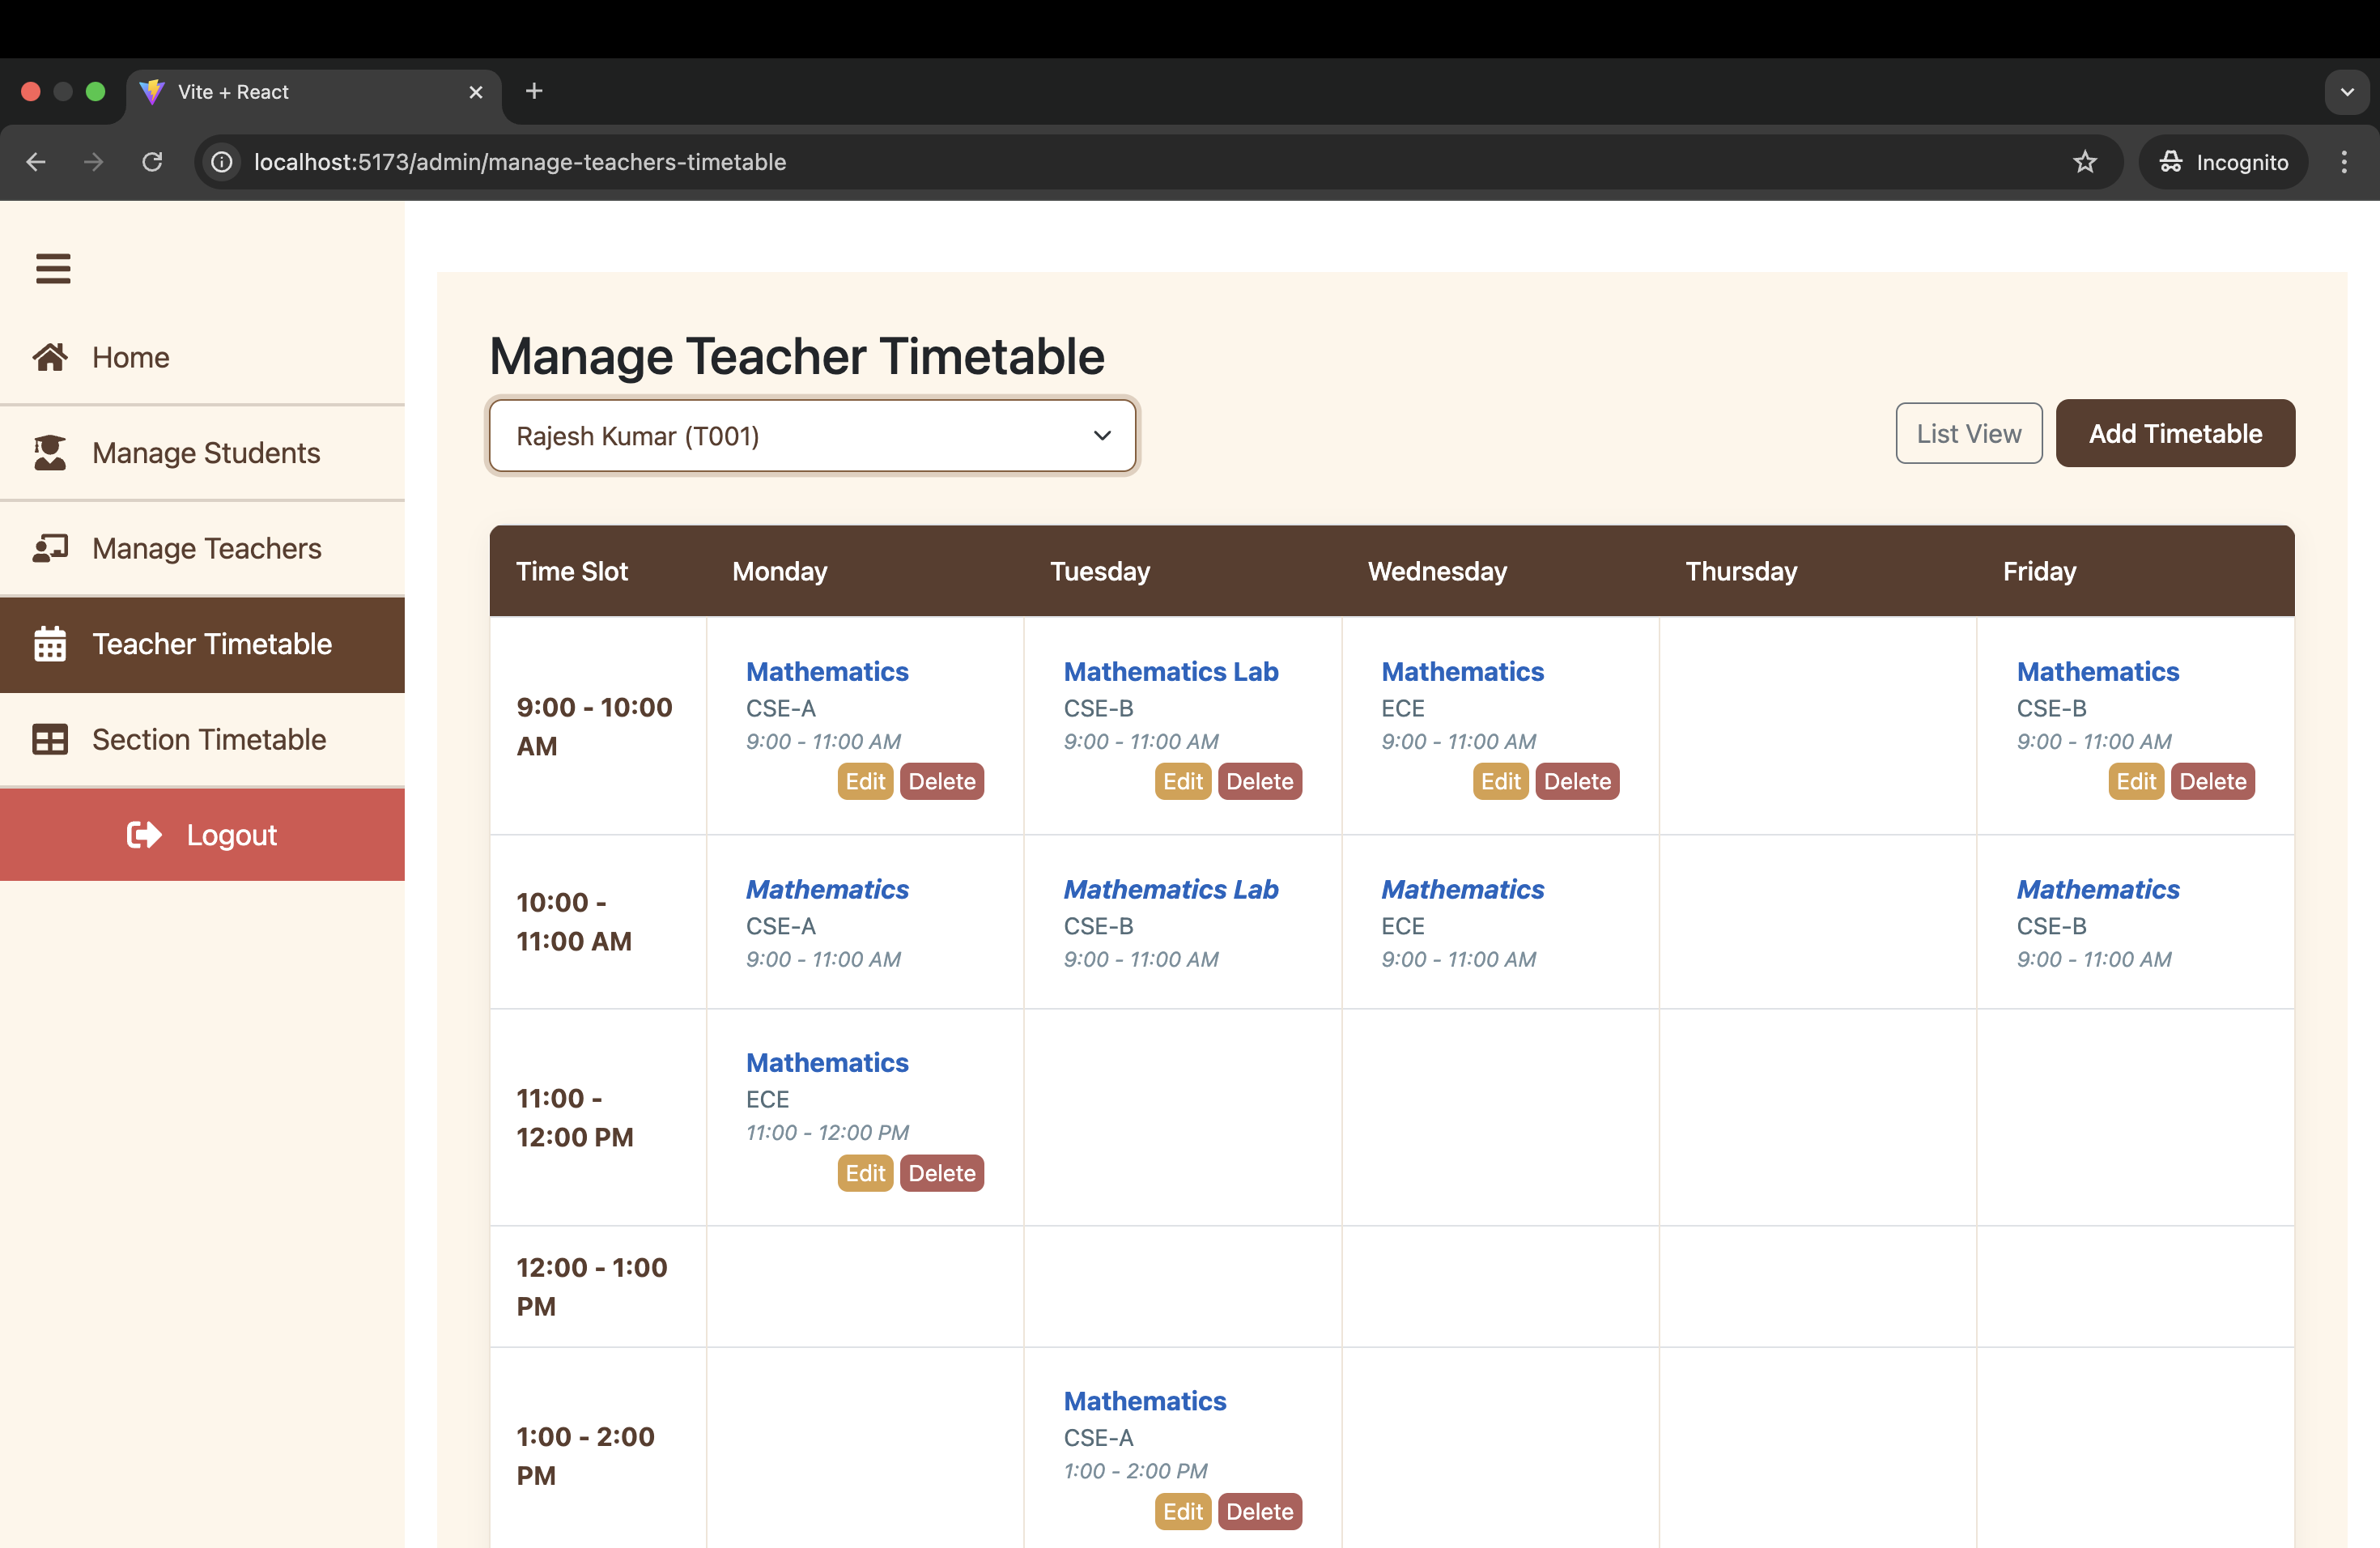 Vite + React
localhost:5173/admin/manage-teachers-timetable
Incognito
Home
Manage Students
Manage Teachers
Teacher Timetable
Section Timetable
Logout
Manage Teacher Timetable
Rajesh Kumar (T001)
List View
Add Timetable
Time Slot Monday Tuesday Wednesday Thursday Friday
9:00 - 10:00
AM
Mathematics
CSE-A
9:00 - 11:00 AM
Edit Delete
Mathematics Lab
CSE-B
9:00 - 11:00 AM
Edit Delete
Mathematics
ECE
9:00 - 11:00 AM
Edit Delete
Mathematics
CSE-B
9:00 - 11:00 AM
Edit Delete
10:00 -
11:00 AM
Mathematics
CSE-A
9:00 - 11:00 AM
Mathematics Lab
CSE-B
9:00 - 11:00 AM
Mathematics
ECE
9:00 - 11:00 AM
Mathematics
CSE-B
9:00 - 11:00 AM
11:00 -
12:00 PM
Mathematics
ECE
11:00 - 12:00 PM
Edit Delete
12:00 - 1:00
PM
1:00 - 2:00
PM
Mathematics
CSE-A
1:00 - 2:00 PM
Edit Delete